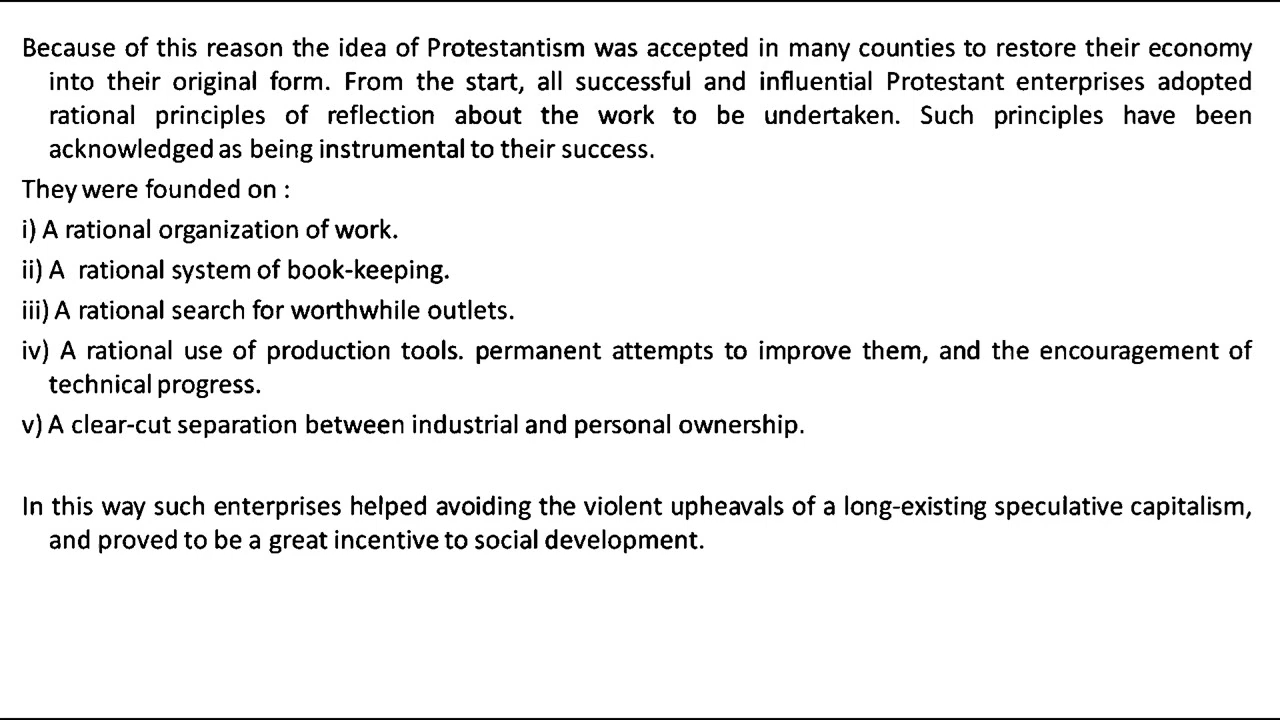 Because of this reason the idea of Protestantism was accepted in many counties to restore their economy
into their original form. From the start, all successful and influential Protestant enterprises adopted
rational principles of reflection about the work to be undertaken. Such principles have been
acknowledged as being instrumental to their success.
They were founded on :
i) A rational organization of work.
ii) A  rational system of book-keeping.
iii) A rational search for worthwhile outlets.
iv) A rational use of production tools. permanent attempts to improve them, and the encouragement of
technical progress.
v) A clear-cut separation between industrial and personal ownership.
In this way such enterprises helped avoiding the violent upheavals of a long-existing speculative capitalism,
and proved to be a great incentive to social development.